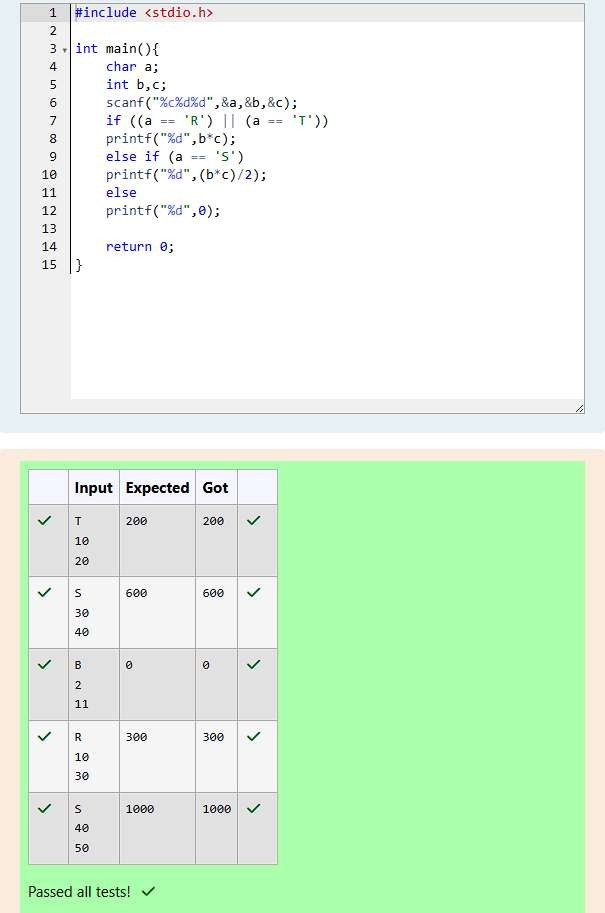 1 #include <stdio.h>
2
3 int main(){
4     char a;
5     int b,c;
6     scanf("%c%d%d",&a,&b,&c);
7     if ((a == 'R') || (a == 'T'))
8     printf("%d",b*c);
9     else if (a == 'S')
10     printf("%d",(b*c)/2);
11     else
12     printf("%d",0);
13
14     return 0;
15 }
Input Expected Got
T 200 200
10
20
S 600 600
30
40
B 0 0
2
11
R 300 300
10
30
S 1000 1000
40
50
Passed all tests!